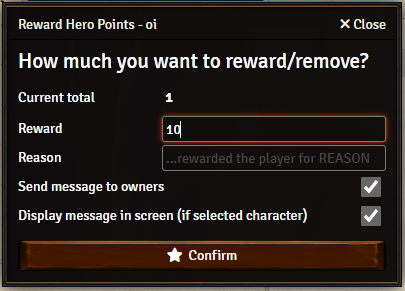 Reward Hero Points - oi ✕ Close
How much you want to reward/remove?
Current total 1
Reward 10
Reason ...rewarded the player for REASON
Send message to owners ✔
Display message in screen (if selected character) ✔
★ Confirm